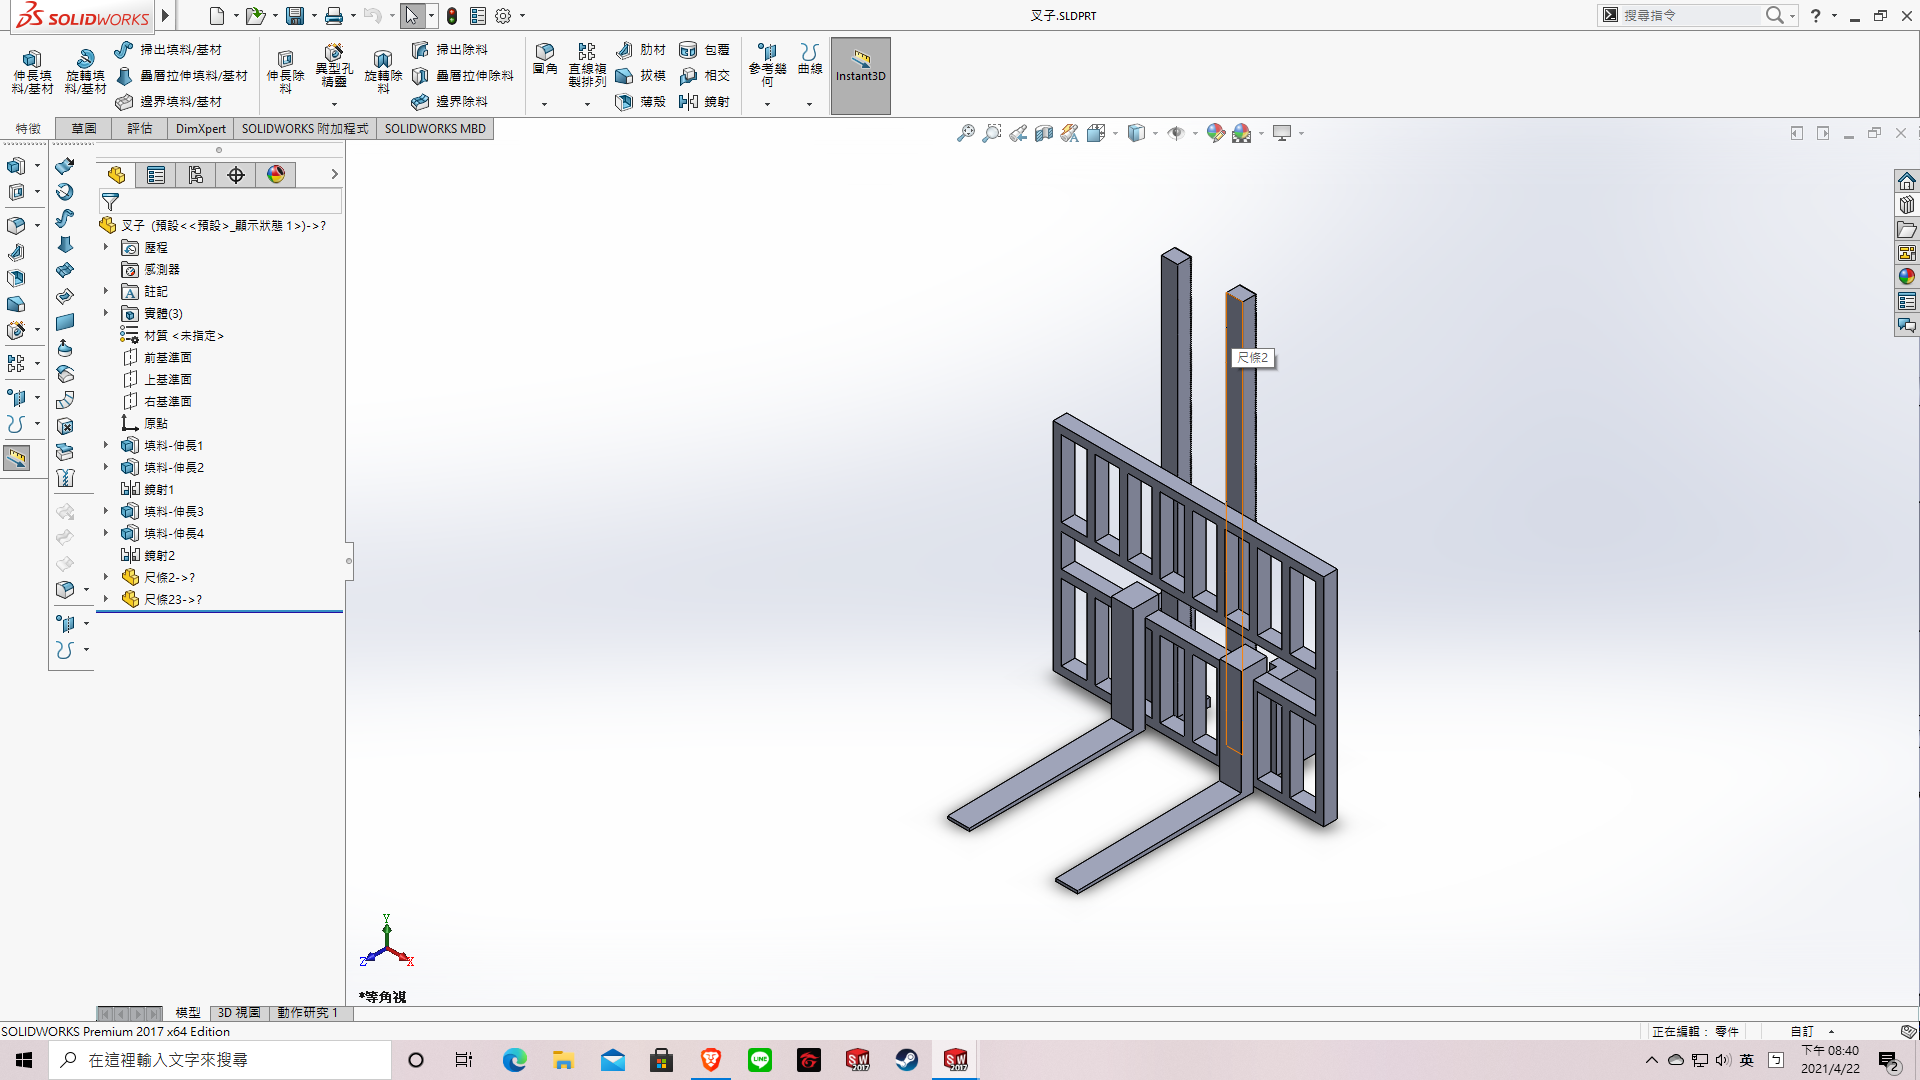 SOLIDWORKS
叉子.SLDPRT
搜尋指令
伸長填料/基材
旋轉填料/基材
掃出填料/基材
疊層拉伸填料/基材
邊界填料/基材
伸長除料
異型孔精靈
旋轉除料
掃出除料
疊層拉伸除料
邊界除料
圓角
直線複製排列
肋材
拔模
薄殼
包覆
相交
鏡射
參考幾何
曲線
Instant3D
特徵
草圖
評估
DimXpert
SOLIDWORKS 附加程式
SOLIDWORKS MBD
叉子 (預設<<預設>_顯示狀態 1>)->?
歷程
感測器
註記
實體(3)
材質 <未指定>
前基準面
上基準面
右基準面
原點
填料-伸長1
填料-伸長2
鏡射1
填料-伸長3
填料-伸長4
鏡射2
尺條2->?
尺條23->?
尺條2
Y
Z
X
*等角視
模型
3D 視圖
動作研究 1
SOLIDWORKS Premium 2017 x64 Edition
正在編輯： 零件
自訂
在這裡輸入文字來搜尋
英
下午 08:40
2021/4/22
2